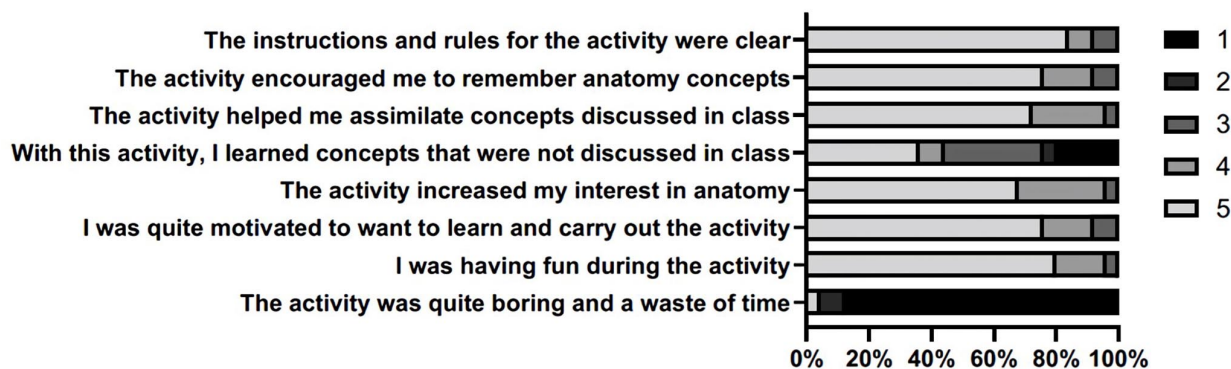 The instructions and rules for the activity were clear
The activity encouraged me to remember anatomy concepts
The activity helped me assimilate concepts discussed in class
With this activity, I learned concepts that were not discussed in class
The activity increased my interest in anatomy
I was quite motivated to want to learn and carry out the activity
I was having fun during the activity
The activity was quite boring and a waste of time
0% 20% 40% 60% 80% 100%
1
2
3
4
5